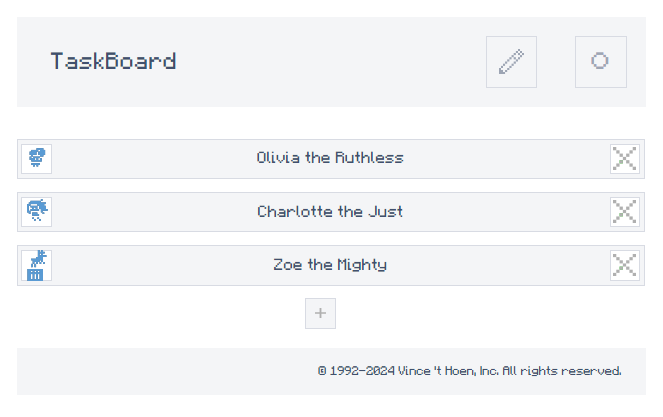 TaskBoard
Olivia the Ruthless
Charlotte the Just
Zoe the Mighty
+
© 1992-2024 Vince 't Hoen, Inc. All rights reserved.